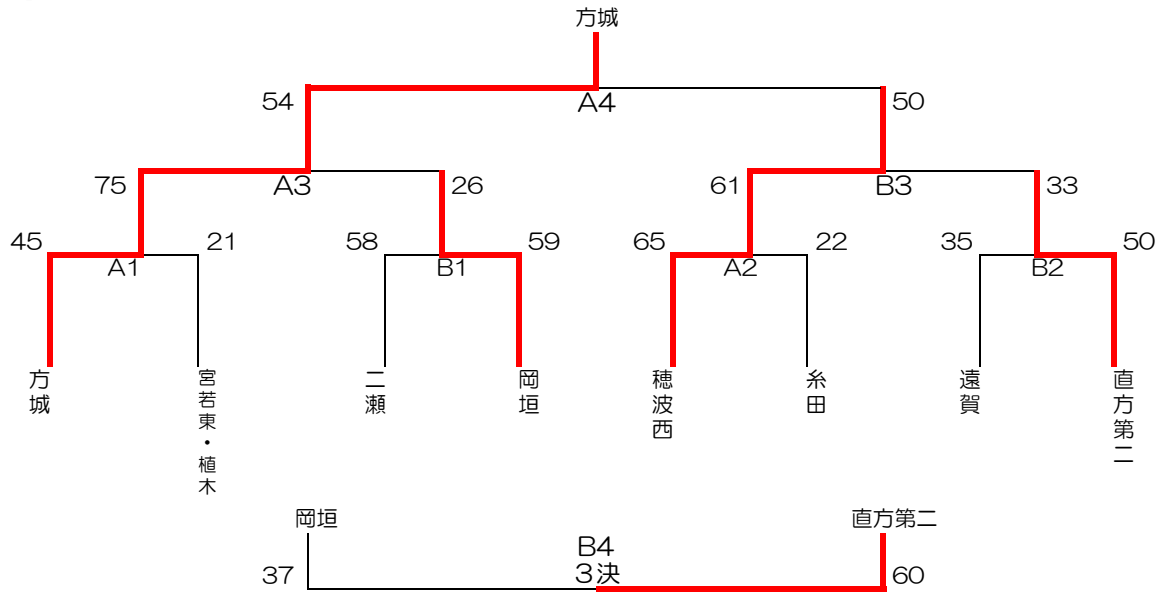 方城
54
A4
50
75
A3
26
61
B3
33
45
A1
21
58
B1
59
65
A2
22
35
B2
50
方城
宮若東・植木
二瀬
岡垣
穂波西
糸田
遠賀
直方第二
岡垣
直方第二
37
B4
3決
60